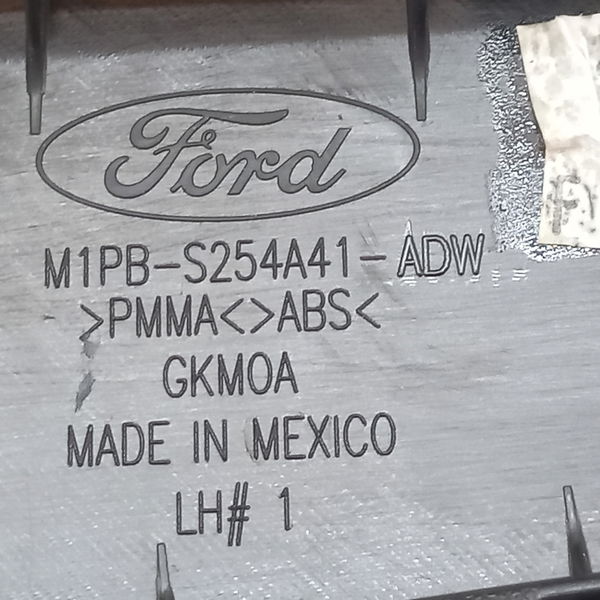 Ford
M1PB-S254A41-ADW
>PMMA<>ABS<
GKMOA
MADE IN MEXICO
LH# 1